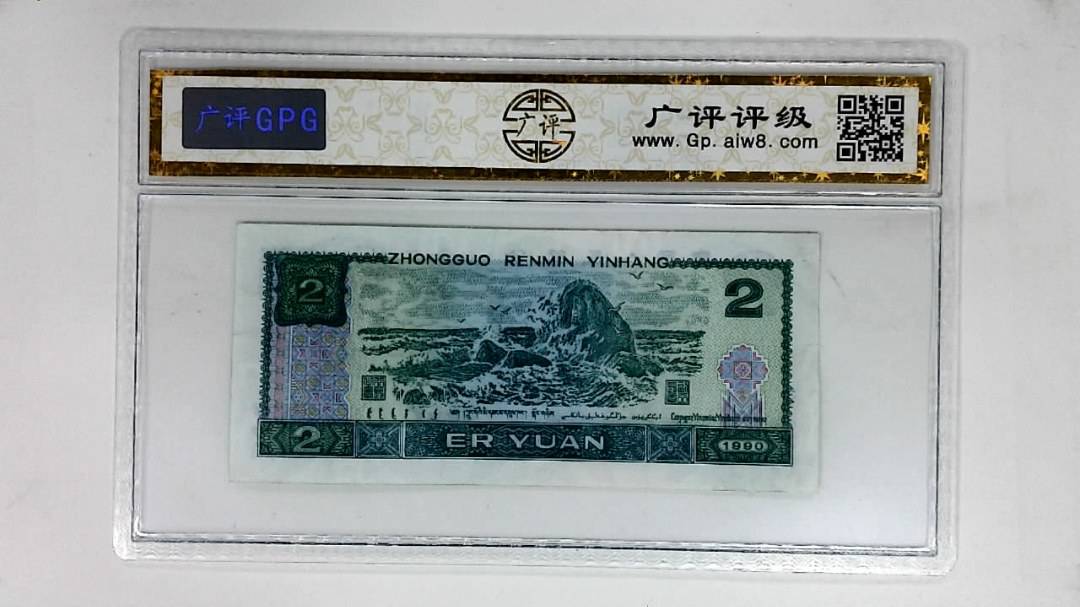 广评GPG
广评
广评评级
www.Gp.aiw8.com
ZHONGGUO RENMIN YINHANG
2
2
2
ER YUAN
1990